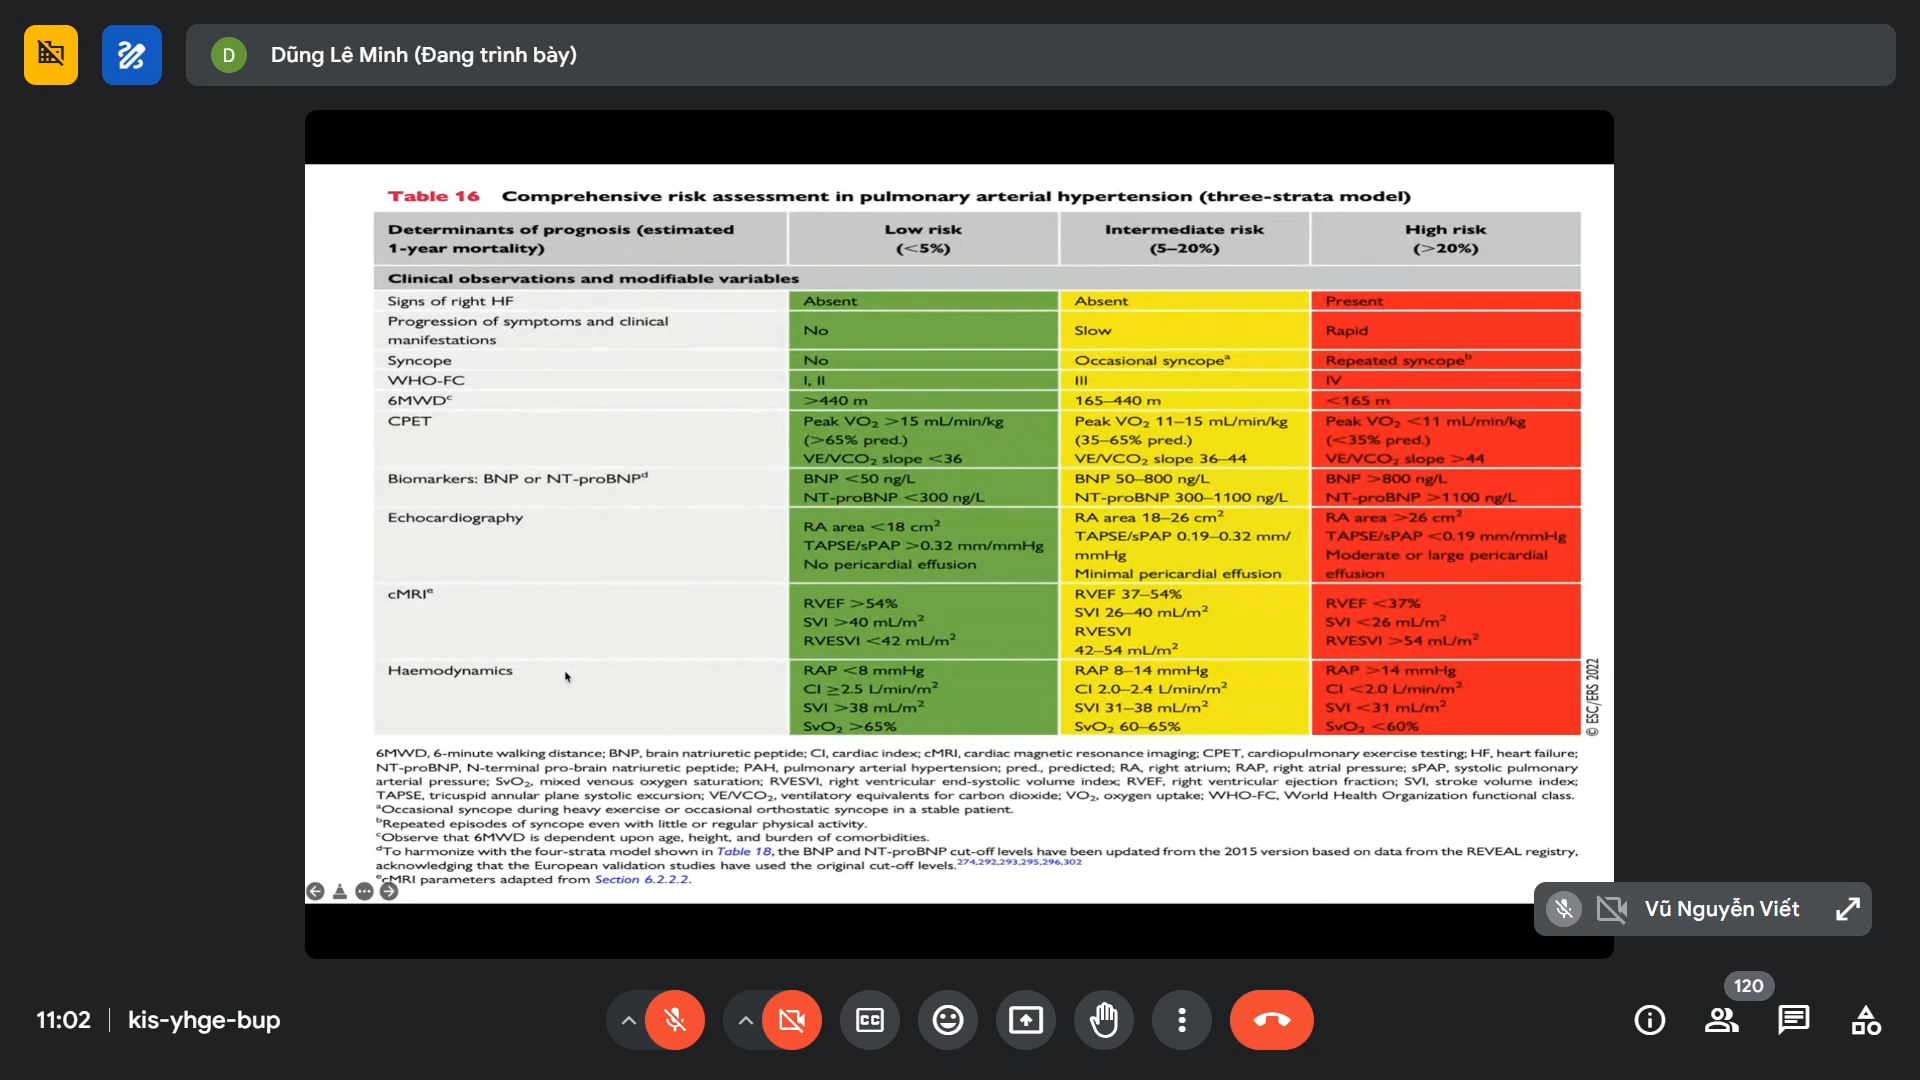 D Dũng Lê Minh (Đang trình bày)
Table 16 Comprehensive risk assessment in pulmonary arterial hypertension (three-strata model)
Determinants of prognosis (estimated 1-year mortality) Low risk (<5%) Intermediate risk (5–20%) High risk (>20%)
Clinical observations and modifiable variables
Signs of right HF Absent Absent Present
Progression of symptoms and clinical manifestations No Slow Rapid
Syncope No Occasional syncopeᵃ Repeated syncopeᵇ
WHO-FC I, II III IV
6MWDᶜ >440 m 165–440 m <165 m
CPET
Peak VO₂ >15 mL/min/kg
(>65% pred.)
VE/VCO₂ slope <36
Peak VO₂ 11–15 mL/min/kg
(35–65% pred.)
VE/VCO₂ slope 36–44
Peak VO₂ <11 mL/min/kg
(<35% pred.)
VE/VCO₂ slope >44
Biomarkers: BNP or NT-proBNPᵈ
BNP <50 ng/L
NT-proBNP <300 ng/L
BNP 50–800 ng/L
NT-proBNP 300–1100 ng/L
BNP >800 ng/L
NT-proBNP >1100 ng/L
Echocardiography
RA area <18 cm²
TAPSE/sPAP >0.32 mm/mmHg
No pericardial effusion
RA area 18–26 cm²
TAPSE/sPAP 0.19–0.32 mm/
mmHg
Minimal pericardial effusion
RA area >26 cm²
TAPSE/sPAP <0.19 mm/mmHg
Moderate or large pericardial
effusion
cMRIᵉ
RVEF >54%
SVI >40 mL/m²
RVESVI <42 mL/m²
RVEF 37–54%
SVI 26–40 mL/m²
RVESVI
42–54 mL/m²
RVEF <37%
SVI <26 mL/m²
RVESVI >54 mL/m²
Haemodynamics
RAP <8 mmHg
CI ≥2.5 L/min/m²
SVI >38 mL/m²
SvO₂ >65%
RAP 8–14 mmHg
CI 2.0–2.4 L/min/m²
SVI 31–38 mL/m²
SvO₂ 60–65%
RAP >14 mmHg
CI <2.0 L/min/m²
SVI <31 mL/m²
SvO₂ <60%
© ESC/ERS 2022
6MWD, 6-minute walking distance; BNP, brain natriuretic peptide; CI, cardiac index; cMRI, cardiac magnetic resonance imaging; CPET, cardiopulmonary exercise testing; HF, heart failure;
NT-proBNP, N-terminal pro-brain natriuretic peptide; PAH, pulmonary arterial hypertension; pred., predicted; RA, right atrium; RAP, right atrial pressure; sPAP, systolic pulmonary
arterial pressure; SvO₂, mixed venous oxygen saturation; RVESVI, right ventricular end-systolic volume index; RVEF, right ventricular ejection fraction; SVI, stroke volume index;
TAPSE, tricuspid annular plane systolic excursion; VE/VCO₂, ventilatory equivalents for carbon dioxide; VO₂, oxygen uptake; WHO-FC, World Health Organization functional class.
ᵃOccasional syncope during heavy exercise or occasional orthostatic syncope in a stable patient.
ᵇRepeated episodes of syncope even with little or regular physical activity.
ᶜObserve that 6MWD is dependent upon age, height, and burden of comorbidities.
ᵈTo harmonize with the four-strata model shown in Table 18, the BNP and NT-proBNP cut-off levels have been updated from the 2015 version based on data from the REVEAL registry,
acknowledging that the European validation studies have used the original cut-off levels.²⁷⁴,²⁹²,²⁹³,²⁹⁵,²⁹⁶,³⁰²
ᵉcMRI parameters adapted from Section 6.2.2.2.
Vũ Nguyễn Viết
11:02 kis-yhge-bup
CC
120